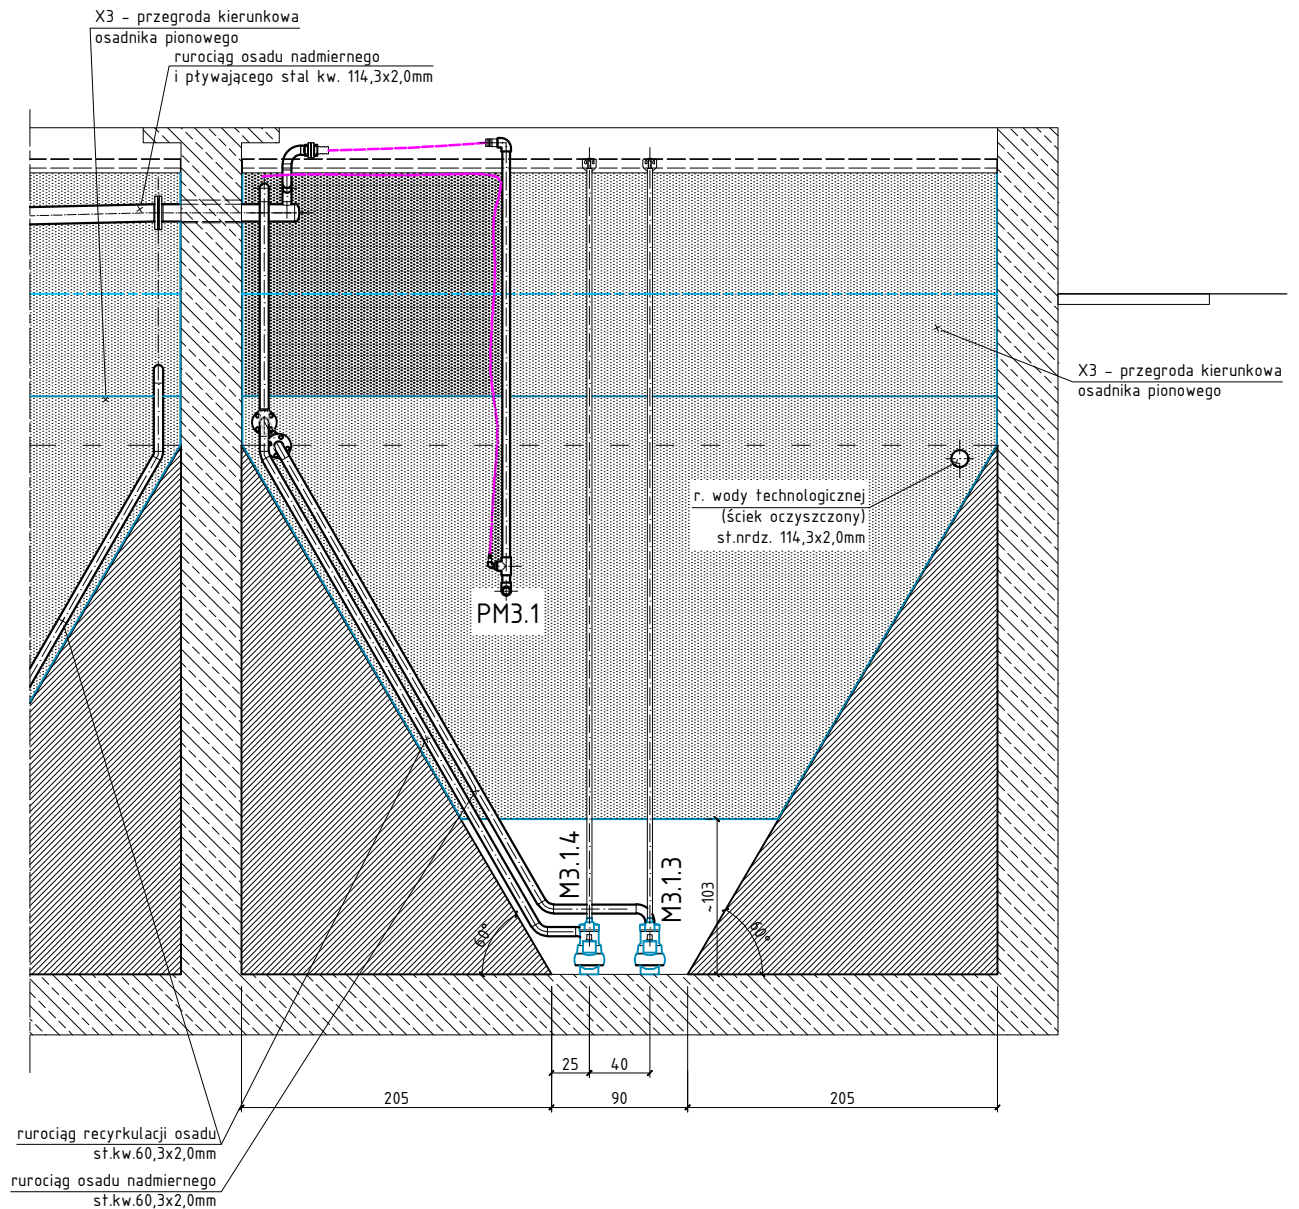 X3 - przegroda kierunkowa
osadnika pionowego
rurociąg osadu nadmiernego
i pływającego stal kw. 114,3x2,0mm
X3 - przegroda kierunkowa
osadnika pionowego
r. wody technologicznej
(ściek oczyszczony)
st.nrdz. 114,3x2,0mm
PM3.1
M3.1.4
M3.1.3
~103
60°
60°
25
40
205
90
205
rurociąg recyrkulacji osadu
st.kw.60,3x2,0mm
rurociąg osadu nadmiernego
st.kw.60,3x2,0mm